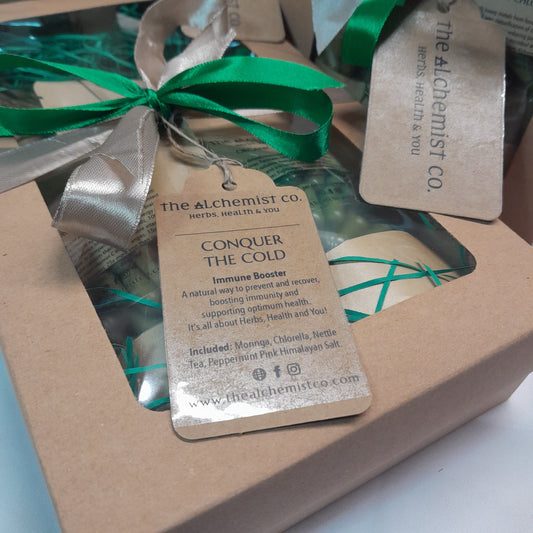 THE ALCHEMIST CO.
HERBS, HEALTH & YOU
CONQUER
THE COLD
Immune Booster
A natural way to prevent and recover,
boosting immunity and
supporting optimum health.
It's all about Herbs, Health and You!
Included: Moringa, Chlorella, Nettle
Tea, Peppermint Pink Himalayan Salt.
www.thealchemistco.com
THE ALCHEMIST CO.
HERBS, HEALTH & YOU